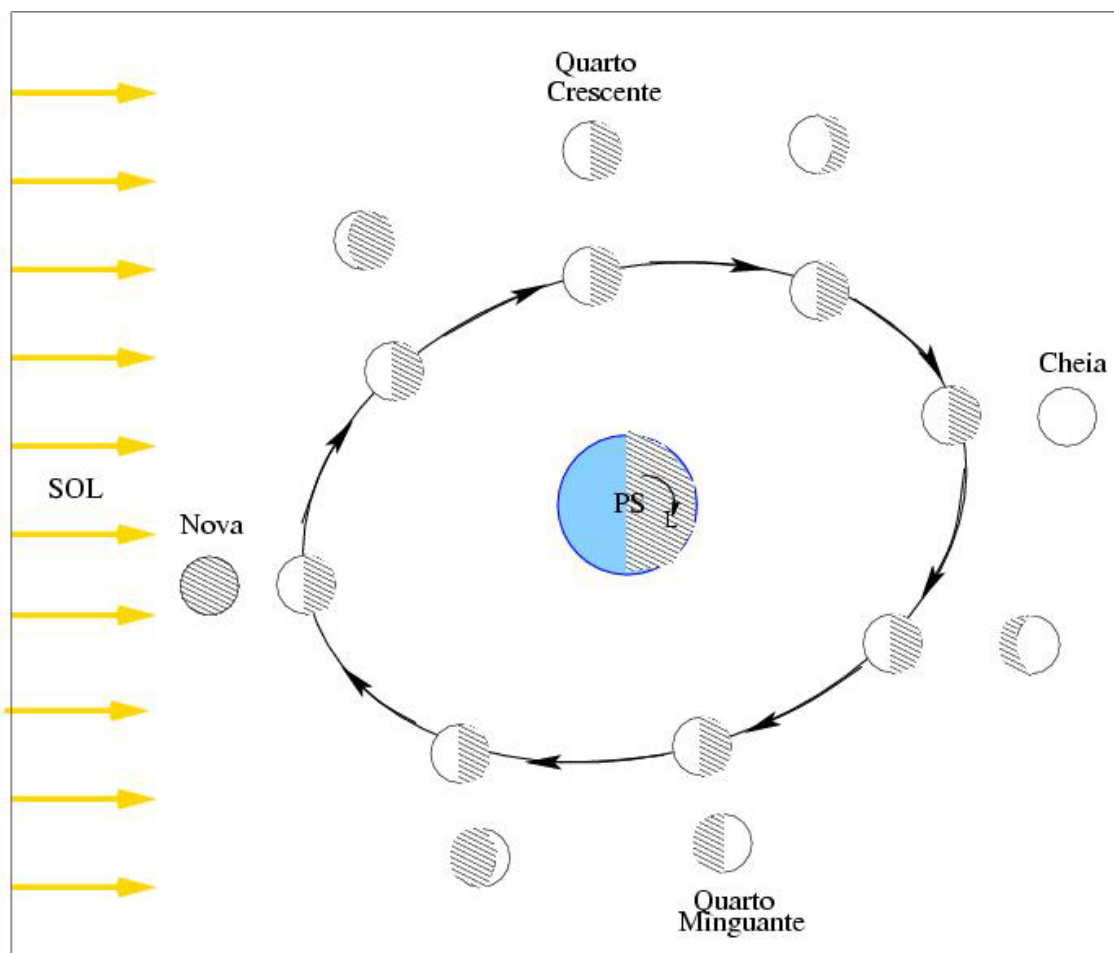 Quarto
Crescente
Cheia
SOL
PS
L
Nova
Quarto
Minguante